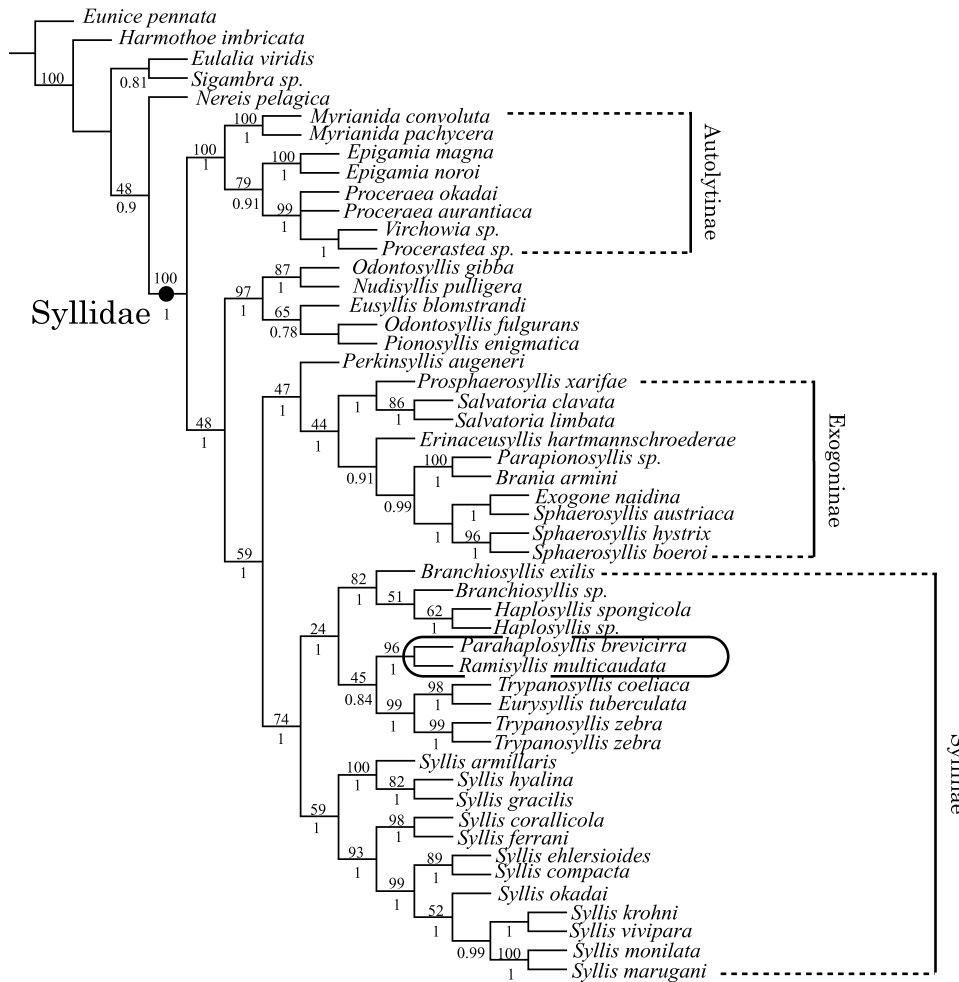 Eunice pennata
Harmothoe imbricata
Eulalia viridis
100
0.81
Sigambra sp.
Nereis pelagica
100
Myrianida convoluta
1
Myrianida pachycera
Autolytinae
100
1
100
Epigamia magna
1
Epigamia noroi
79
0.91
48
0.9
Proceraea okadai
99
1
Proceraea aurantiaca
Virchowia sp.
1
Procerastea sp.
100
Syllidae
1
87
Odontosyllis gibba
1
Nudisyllis pulligera
97
1
65
0.78
Eusyllis blomstrandi
Odontosyllis fulgurans
Pionosyllis enigmatica
Perkinsyllis augeneri
47
1
Prosphaerosyllis xarifae
1
86
Salvatoria clavata
1
Salvatoria limbata
48
1
44
1
Erinaceusyllis hartmannschroederae
Exogoninae
0.91
100
Parapionosyllis sp.
1
Brania armini
0.99
Exogone naidina
1
Sphaerosyllis austriaca
1
96
Sphaerosyllis hystrix
1
Sphaerosyllis boeroi
59
1
Branchiosyllis exilis
82
1
51
Branchiosyllis sp.
62
Haplosyllis spongicola
1
Haplosyllis sp.
24
1
96
Parahaplosyllis brevicirra
1
Ramisyllis multicaudata
45
0.84
98
Trypanosyllis coeliaca
1
Eurysyllis tuberculata
99
1
99
Trypanosyllis zebra
1
Trypanosyllis zebra
74
1
Syllis armillaris
100
1
82
Syllis hyalina
1
Syllis gracilis
59
1
98
Syllis corallicola
1
Syllis ferrani
93
1
89
Syllis ehlersioides
1
Syllis compacta
99
1
Syllis okadai
52
1
Syllis krohni
1
Syllis vivipara
0.99
100
Syllis monilata
1
Syllis marugani